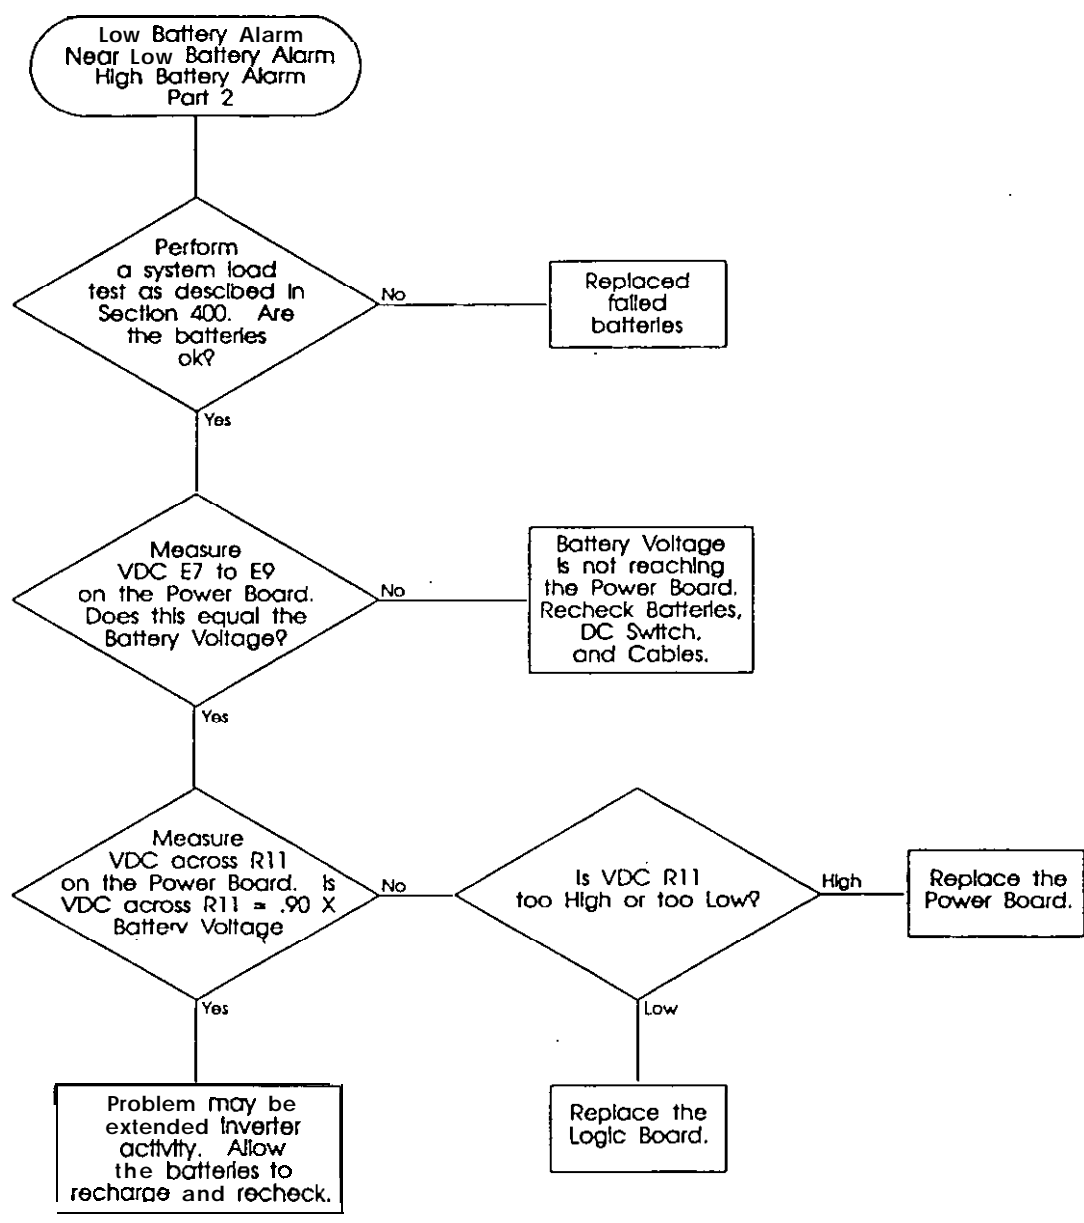 Low Battery Alarm
Near Low Battery Alarm
High Battery Alarm
Part 2
Perform
a system load
test as descibed in
Section 400. Are
the batteries
ok?
No
Replaced
failed
batteries
Yes
Measure
VDC E7 to E9
on the Power Board.
Does this equal the
Battery Voltage?
No
Battery Voltage
is not reaching
the Power Board.
Recheck Batteries,
DC Switch,
and Cables.
Yes
Measure
VDC across R11
on the Power Board. Is
VDC across R11 = .90 X
Battery Voltage
No
Is VDC R11
too High or too Low?
High
Replace the
Power Board.
Yes
Low
Problem may be
extended inverter
activity. Allow
the batteries to
recharge and recheck.
Replace the
Logic Board.